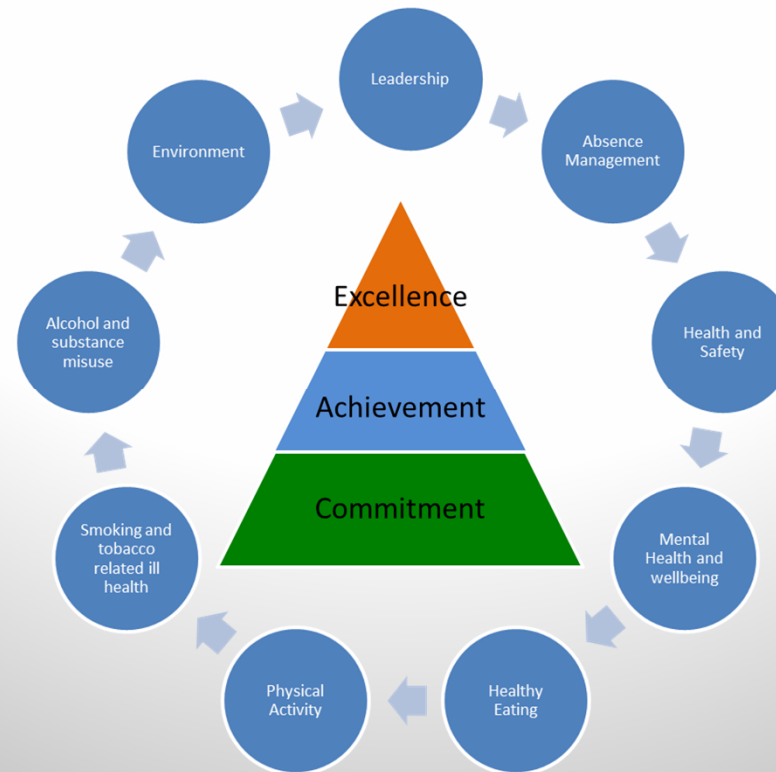 Leadership
Absence
Management
Health and
Safety
Mental
Health and
wellbeing
Healthy
Eating
Physical
Activity
Smoking and
tobacco
related ill
health
Alcohol and
substance
misuse
Environment
Excellence
Achievement
Commitment